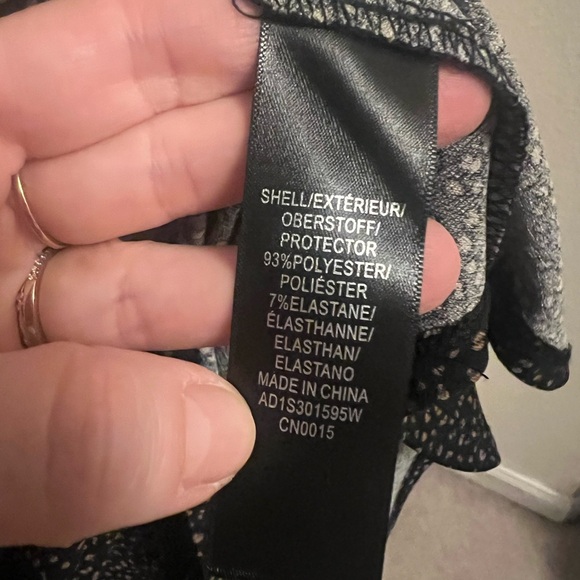 SHELL/EXTÉRIEUR/
OBERSTOFF/
PROTECTOR
93%POLYESTER/
POLIÉSTER
7%ELASTANE/
ÉLASTHANNE/
ELASTHAN/
ELASTANO
MADE IN CHINA
AD1S301595W
CN0015